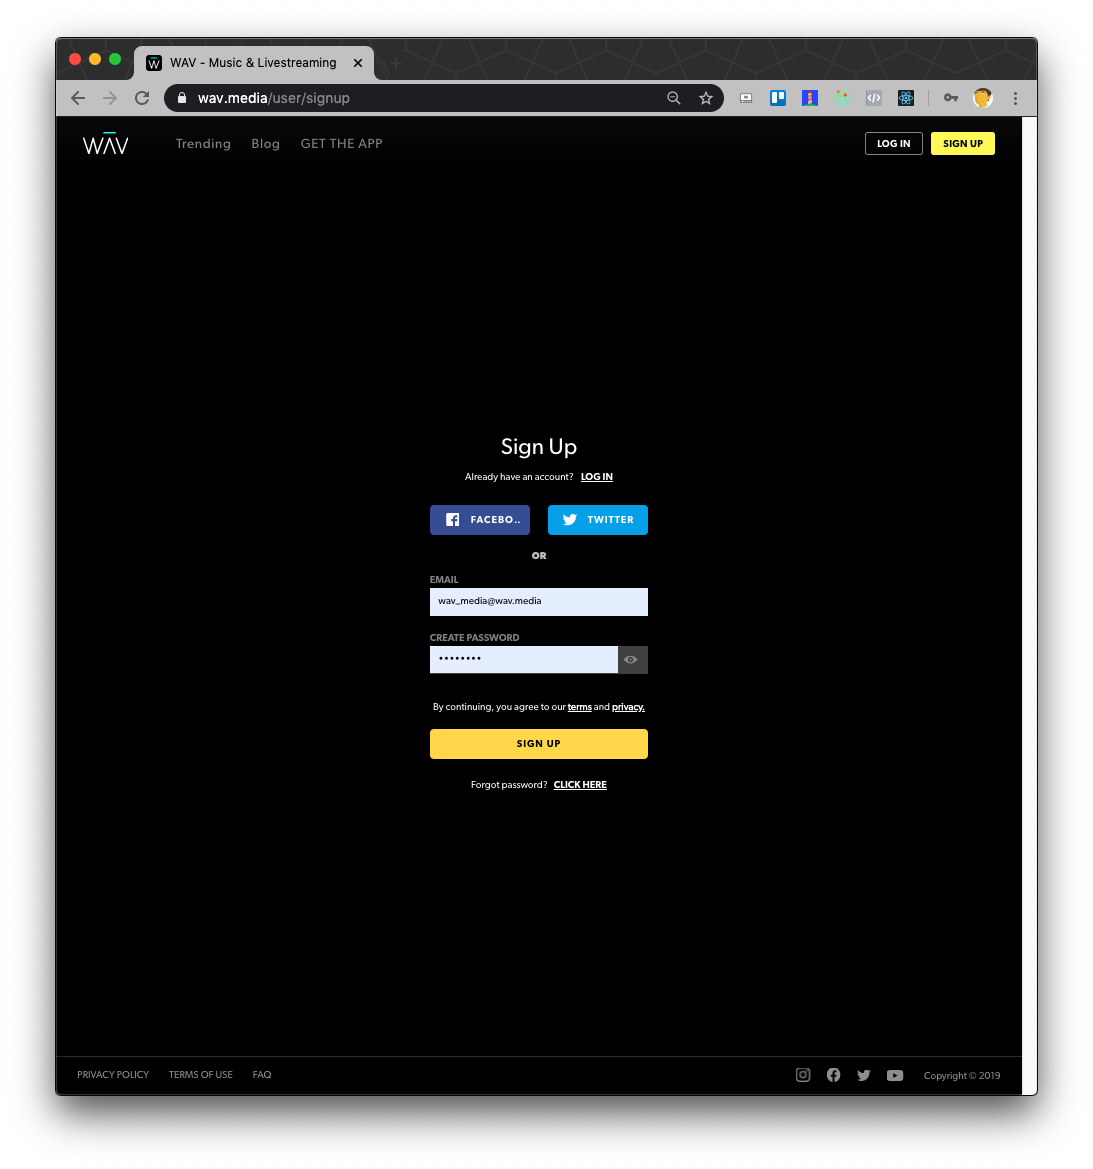 WAV - Music & Livestreaming
wav.media/user/signup
WAV
Trending Blog GET THE APP
LOG IN SIGN UP
Sign Up
Already have an account? LOG IN
FACEBO.. TWITTER
OR
EMAIL
wav_media@wav.media
CREATE PASSWORD
••••••••
By continuing, you agree to our terms and privacy.
SIGN UP
Forgot password? CLICK HERE
PRIVACY POLICY TERMS OF USE FAQ
Copyright © 2019